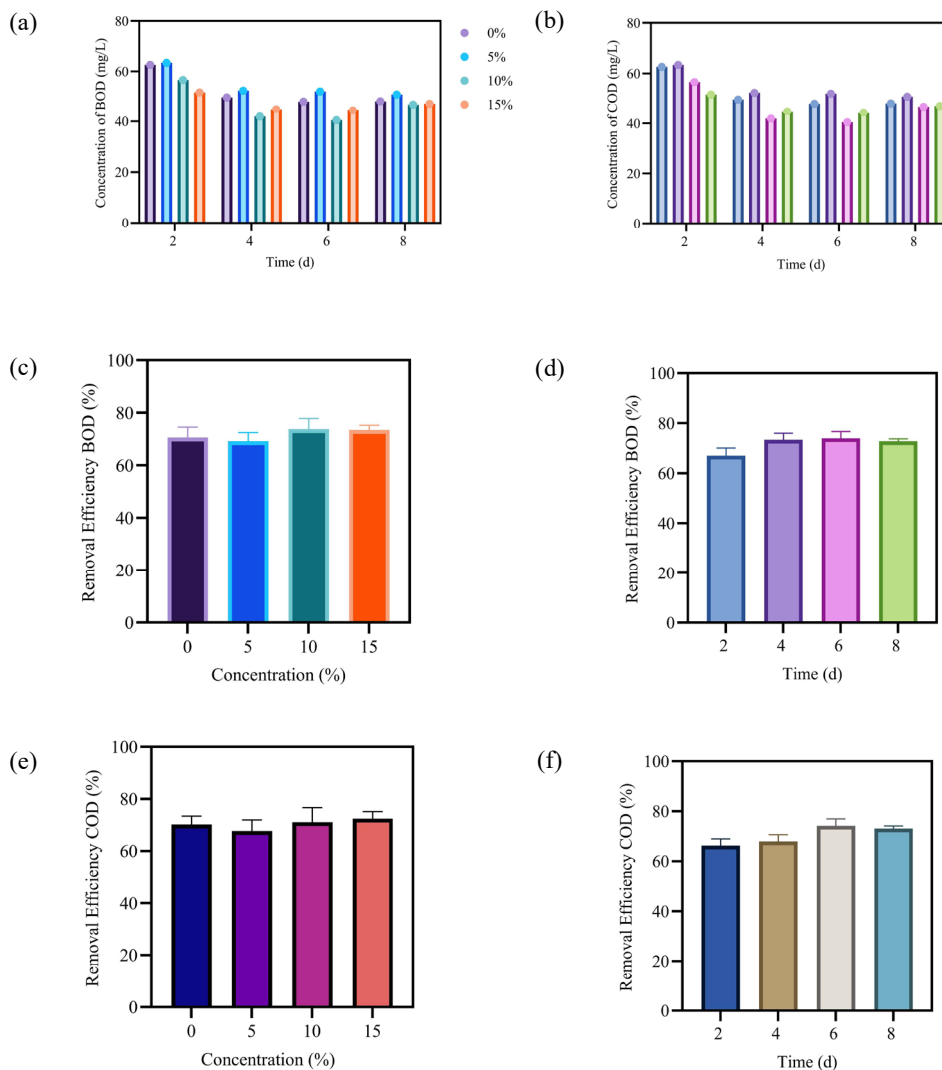 (a)
80
60
40
20
0
Concentration of BOD (mg/L)
2 4 6 8
Time (d)
0%
5%
10%
15%
(b)
80
60
40
20
0
Concentration of COD (mg/L)
2 4 6 8
Time (d)
(c)
100
80
60
40
20
0
Removal Efficiency BOD (%)
0 5 10 15
Concentration (%)
(d)
100
80
60
40
20
0
Removal Efficiency BOD (%)
2 4 6 8
Time (d)
(e)
100
80
60
40
20
0
Removal Efficiency COD (%)
0 5 10 15
Concentration (%)
(f)
100
80
60
40
20
0
Removal Efficiency COD (%)
2 4 6 8
Time (d)